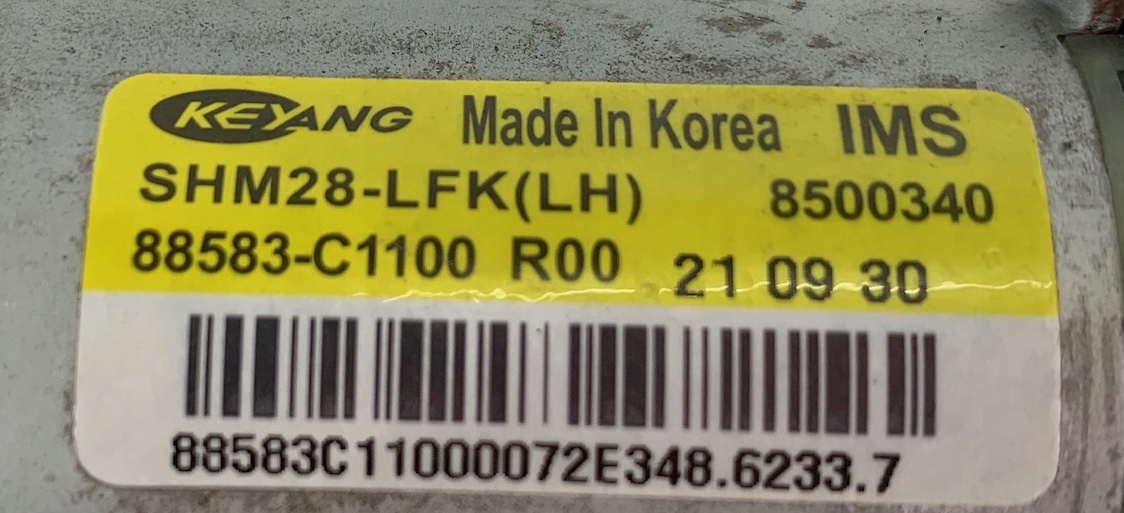 KEYANG Made In Korea IMS
SHM28-LFK(LH) 8500340
88583-C1100 R00 21 09 30
88583C11000072E348.6233.7